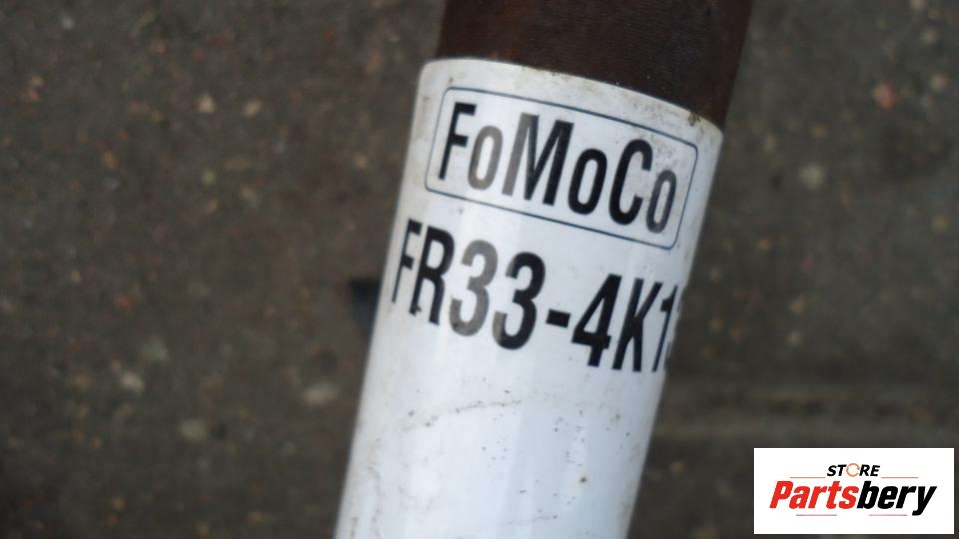 FoMoCo
FR33-4K1
STORE
Partsbery